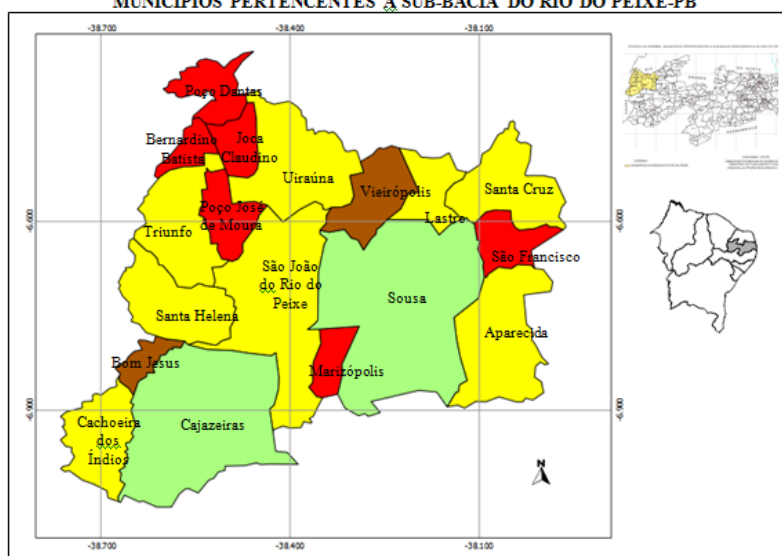 MUNICÍPIOS PERTENCENTES À SUB-BACIA DO RIO DO PEIXE-PB
-38.700
-38.400
-38.100
Poço Dantas
Bernardino
Batista
Joca
Claudino
Uiraúna
Vieirópolis
Santa Cruz
Lastro
-6.600
-6.600
Poço José
de Moura
Triunfo
São Francisco
São João
do Rio do
Peixe
Sousa
Santa Helena
Aparecida
Bom Jesus
Marizópolis
-6.900
-6.900
Cachoeira
dos
Índios
Cajazeiras
N
-38.700
-38.400
-38.100